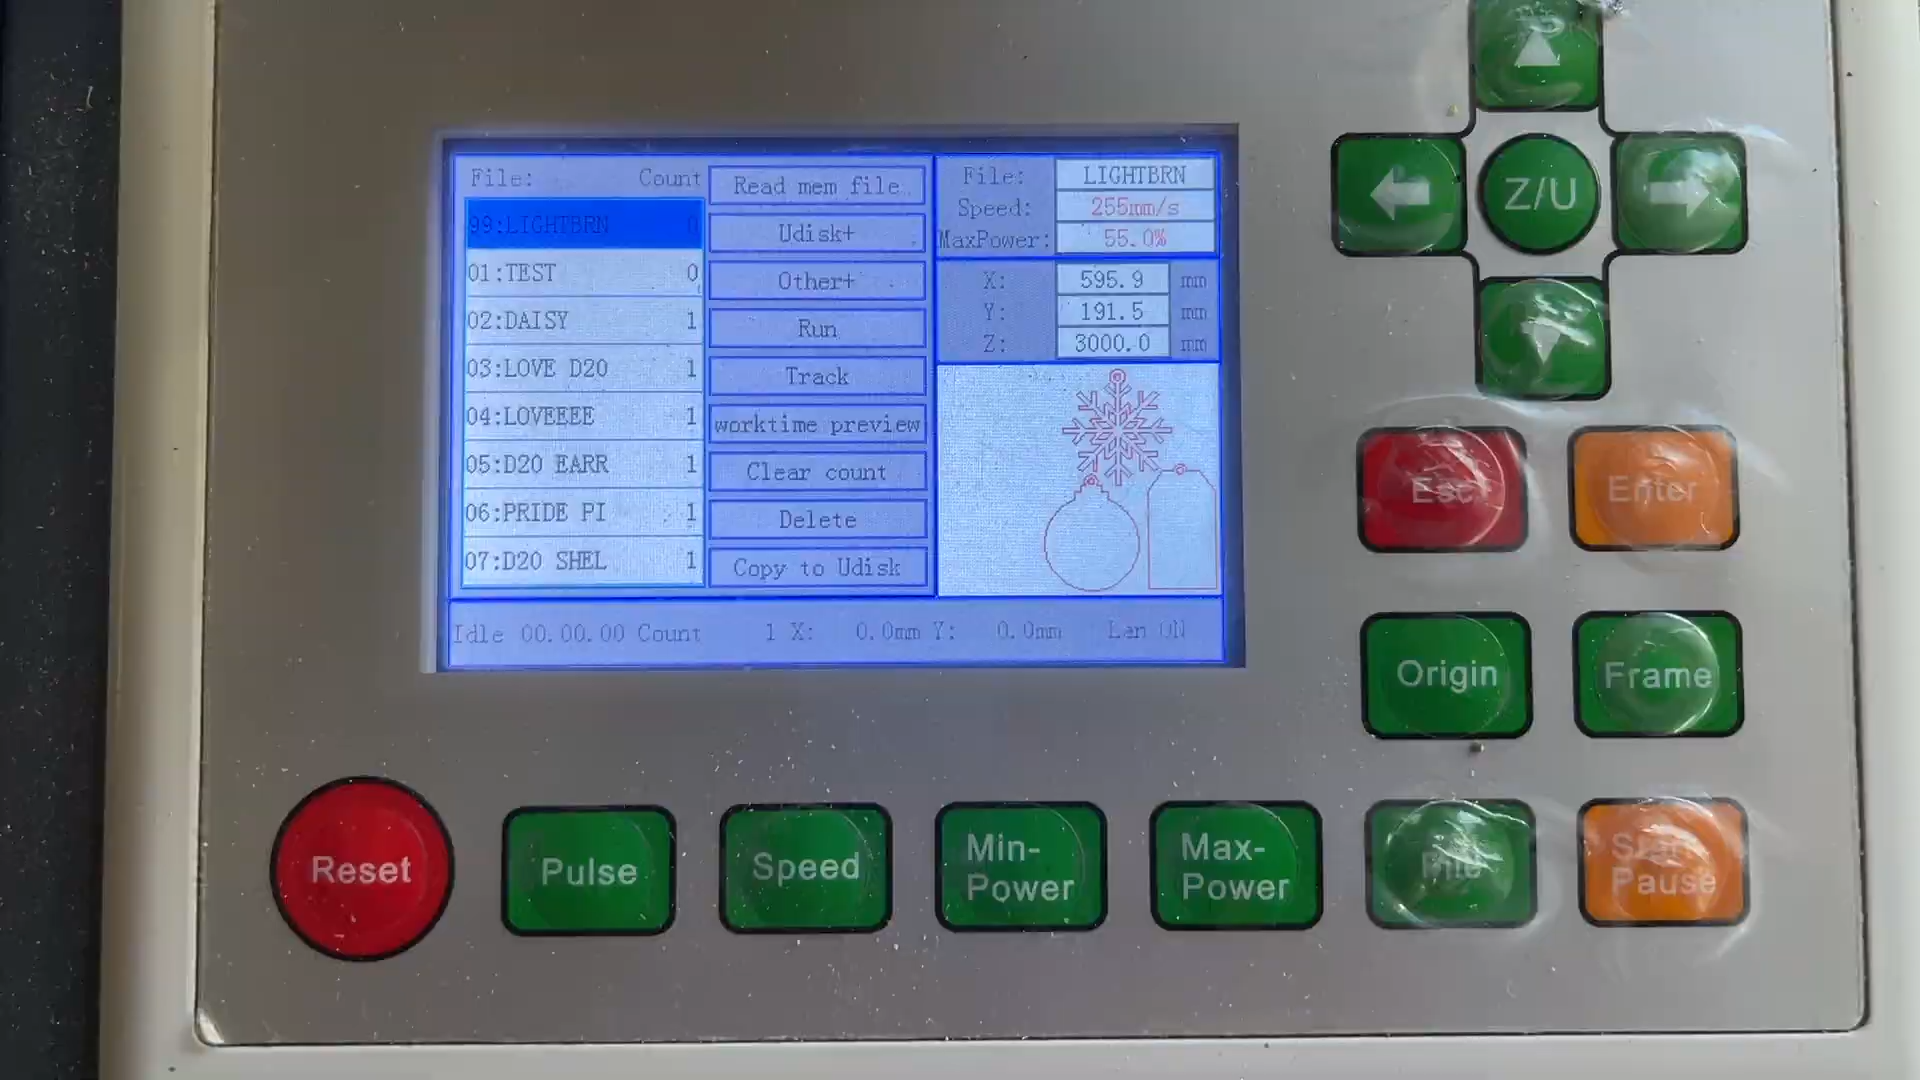 File: Count
99:LIGHTBRN 0
01:TEST 0
02:DAISY 1
03:LOVE D20 1
04:LOVEEEE 1
05:D20 EARR 1
06:PRIDE PI 1
07:D20 SHEL 1
Read mem file
Udisk+
Other+
Run
Track
worktime preview
Clear count
Delete
Copy to Udisk
File: LIGHTBRN
Speed: 255mm/s
MaxPower: 55.0%
X: 595.9 mm
Y: 191.5 mm
Z: 3000.0 mm
Idle 00.00.00 Count 1 X: 0.0mm Y: 0.0mm Lan ON
Z/U
Esc
Enter
Origin
Frame
Reset
Pulse
Speed
Min-
Power
Max-
Power
File
Start-
Pause